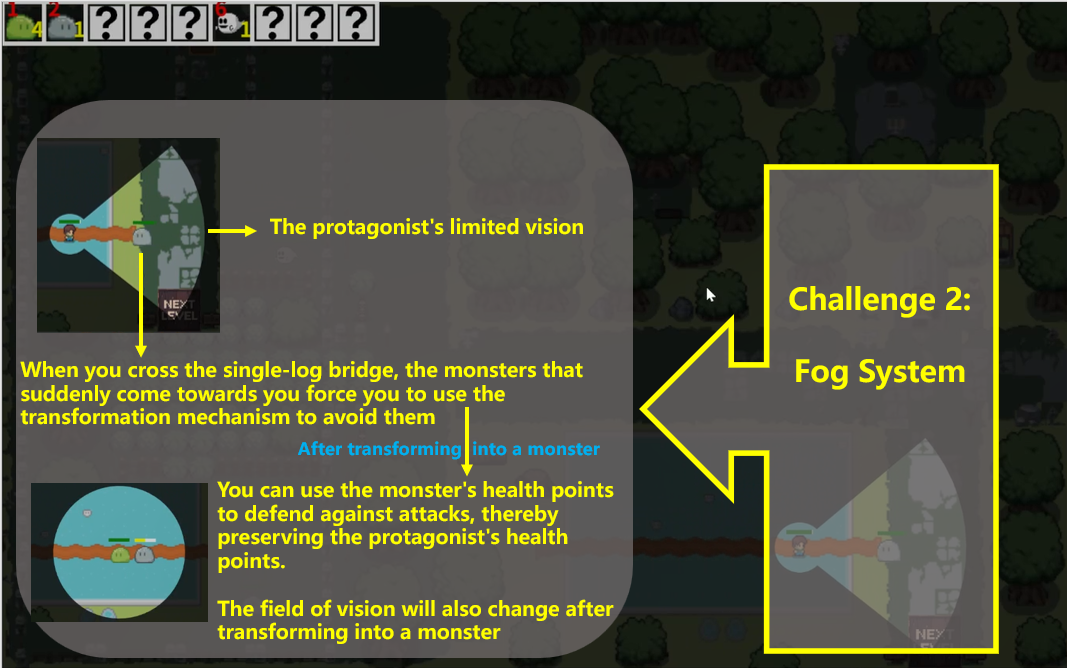 1 2 6
4 1 ? ? ? 1 ? ? ?
The protagonist's limited vision
NEXT
LEVEL
When you cross the single-log bridge, the monsters that
suddenly come towards you force you to use the
transformation mechanism to avoid them
After transforming into a monster
You can use the monster's health points
to defend against attacks, thereby
preserving the protagonist's health
points.
The field of vision will also change after
transforming into a monster
Challenge 2:
Fog System
NEXT